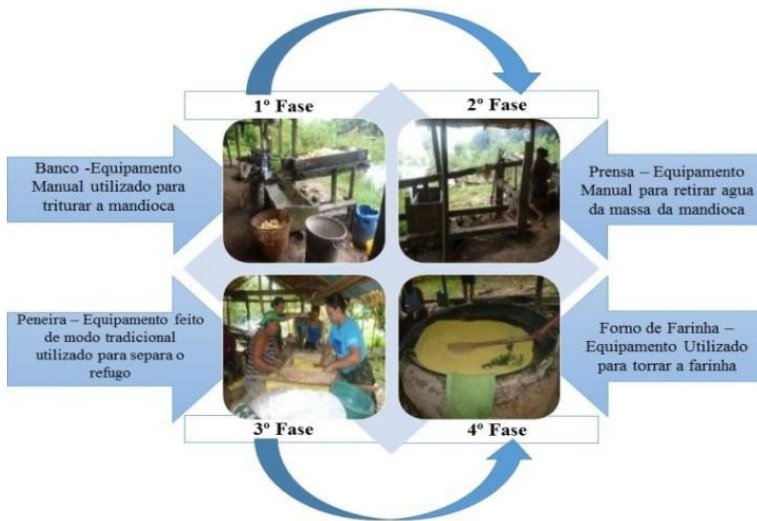 1º Fase
2º Fase
Banco -Equipamento
Manual utilizado para
triturar a mandioca
Prensa – Equipamento
Manual para retirar agua
da massa da mandioca
Peneira – Equipamento feito
de modo tradicional
utilizado para separa o
refugo
Forno de Farinha –
Equipamento Utilizado
para torrar a farinha
3º Fase
4º Fase